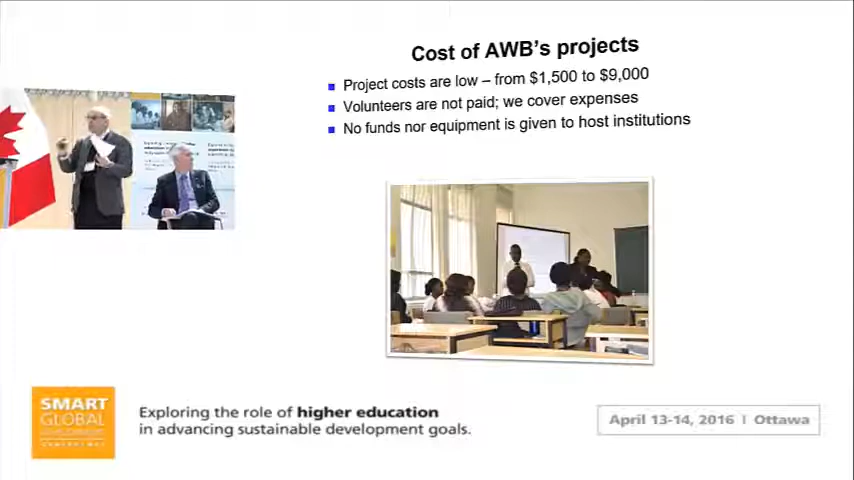 Cost of AWB's projects
Project costs are low – from $1,500 to $9,000
Volunteers are not paid; we cover expenses
No funds nor equipment is given to host institutions
SMART
GLOBAL
Exploring the role of higher education
in advancing sustainable development goals.
April 13-14, 2016 | Ottawa